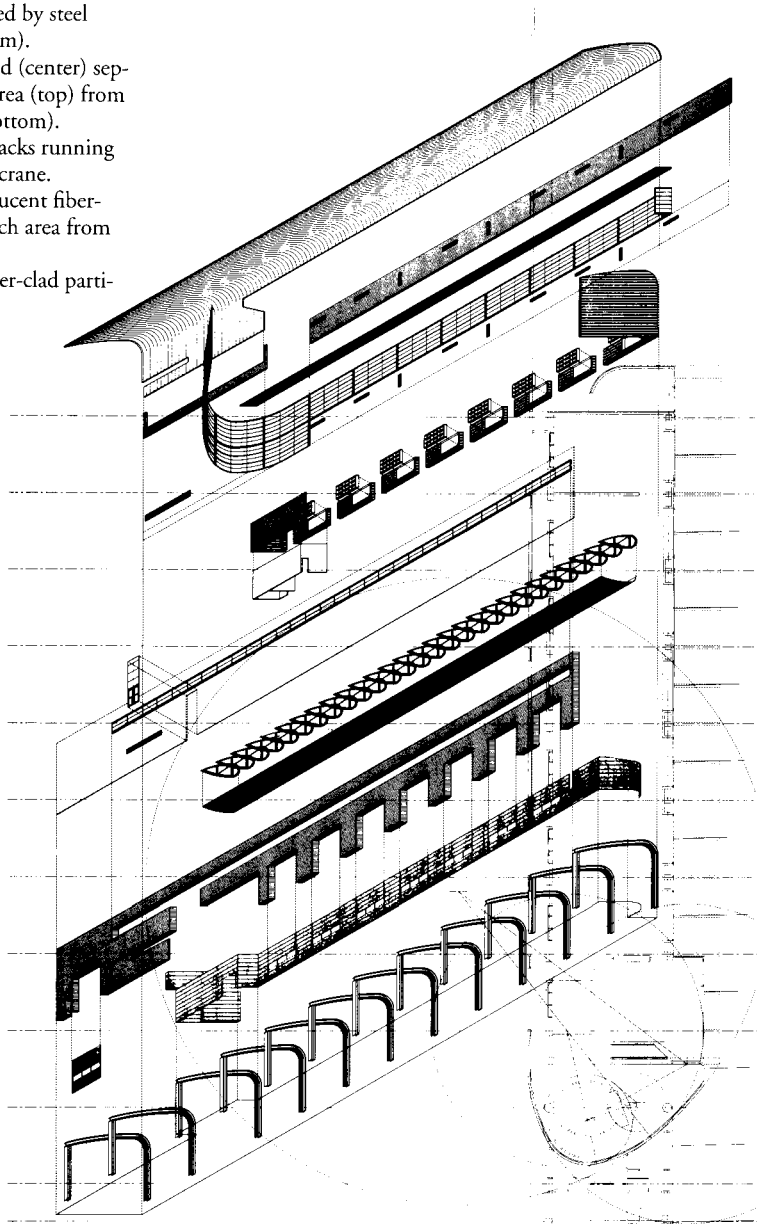 ed by steel
m).
d (center) sep-
rea (top) from
ottom).
acks running
crane.
ucent fiber-
ch area from
er-clad parti-